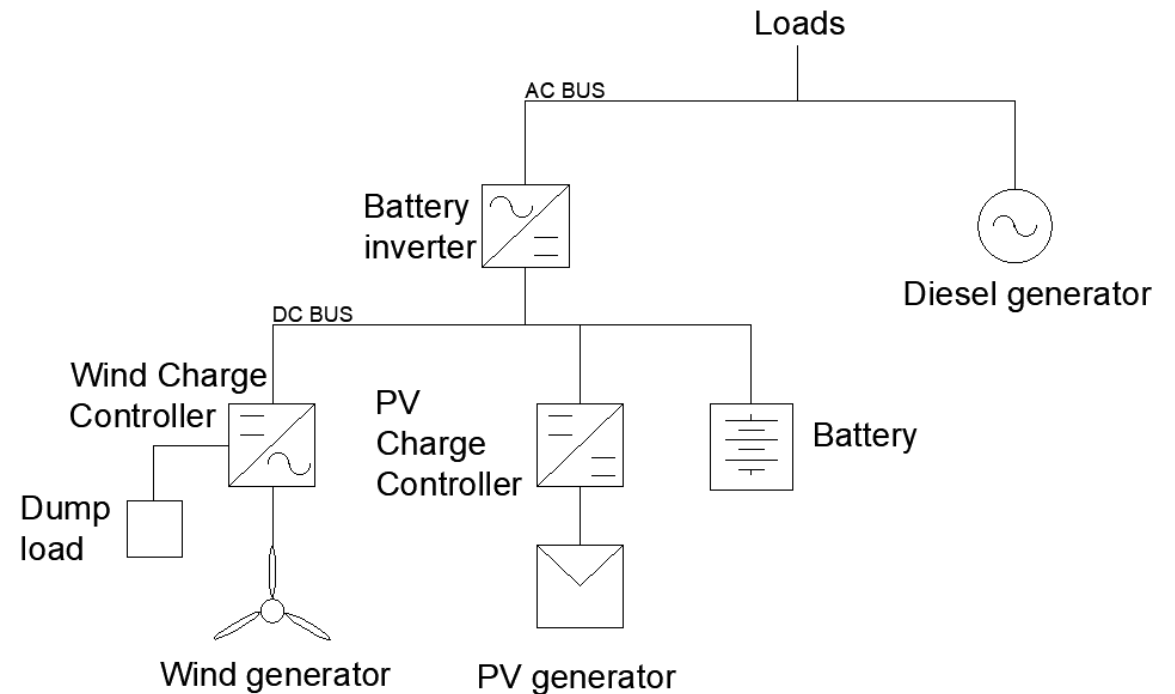 Loads
AC BUS
Battery
inverter
Diesel generator
DC BUS
Wind Charge
Controller
PV
Charge
Controller
Battery
Dump
load
Wind generator
PV generator